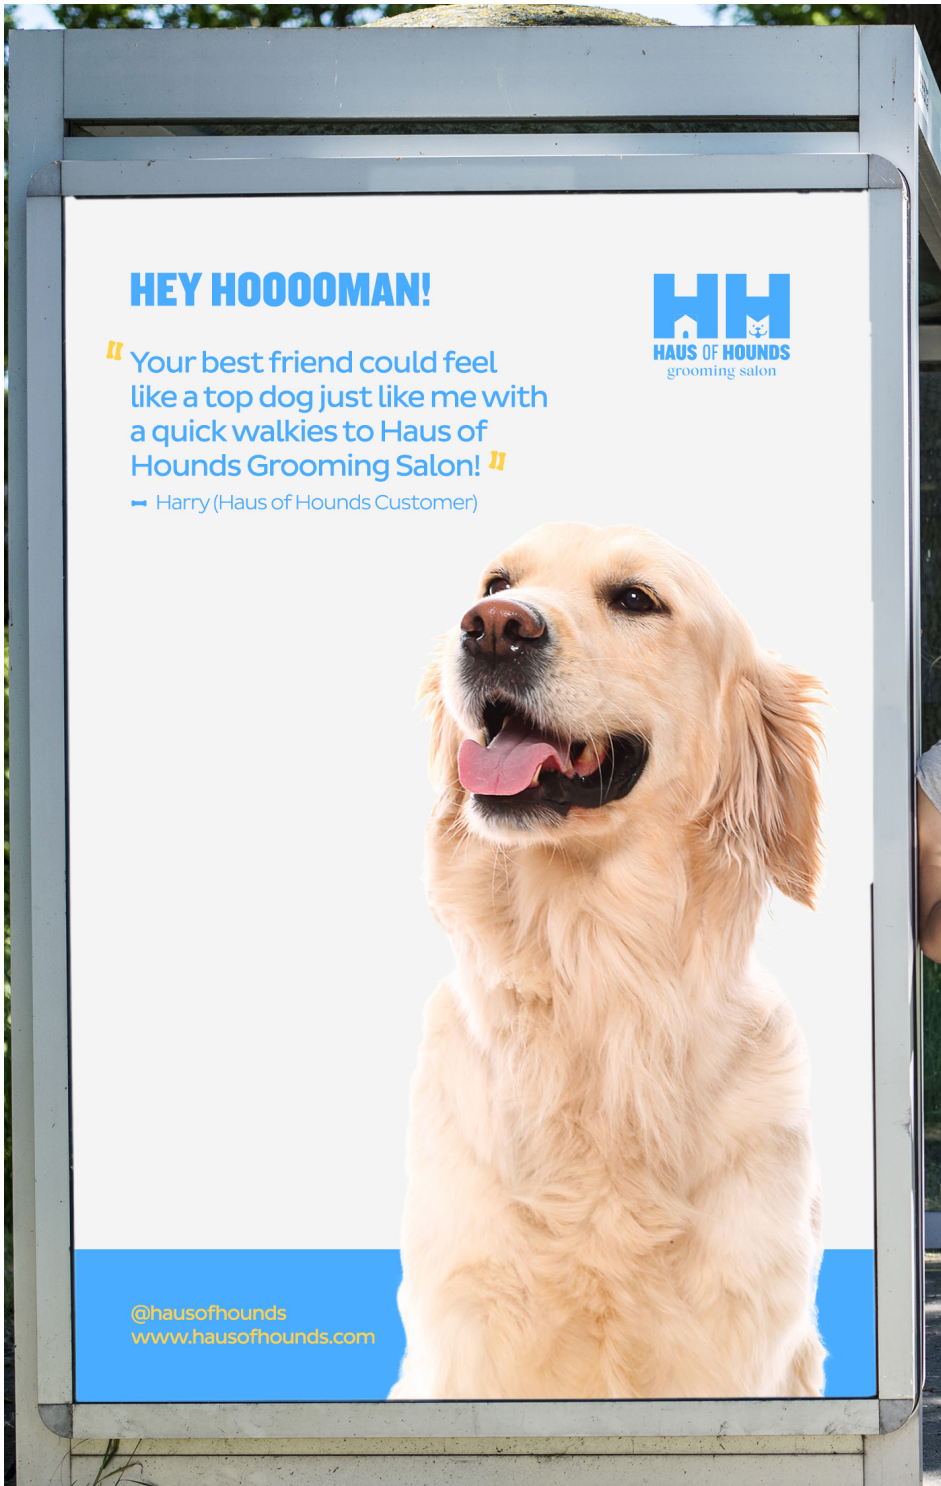 HEY HOOOOMAN!
HH
HAUS OF HOUNDS
grooming salon
"Your best friend could feel
like a top dog just like me with
a quick walkies to Haus of
Hounds Grooming Salon!"
- Harry (Haus of Hounds Customer)
@hausofhounds
www.hausofhounds.com